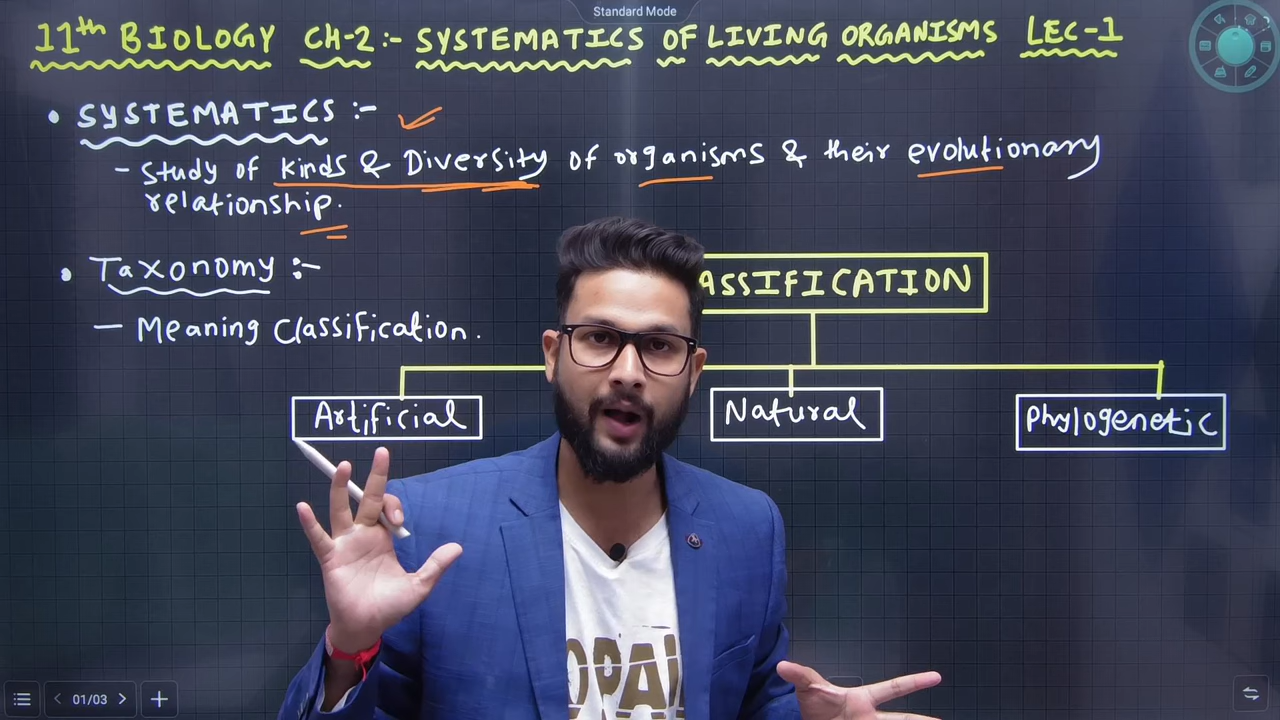 Standard Mode
11th BIOLOGY CH-2:- SYSTEMATICS OF LIVING ORGANISMS LEC-1
• SYSTEMATICS :-
- Study of Kinds & Diversity of organisms & their evolutionary
relationship.
• Taxonomy :-
ASSIFICATION
- Meaning Classification.
Artificial Natural Phylogenetic
OPAL
01/03